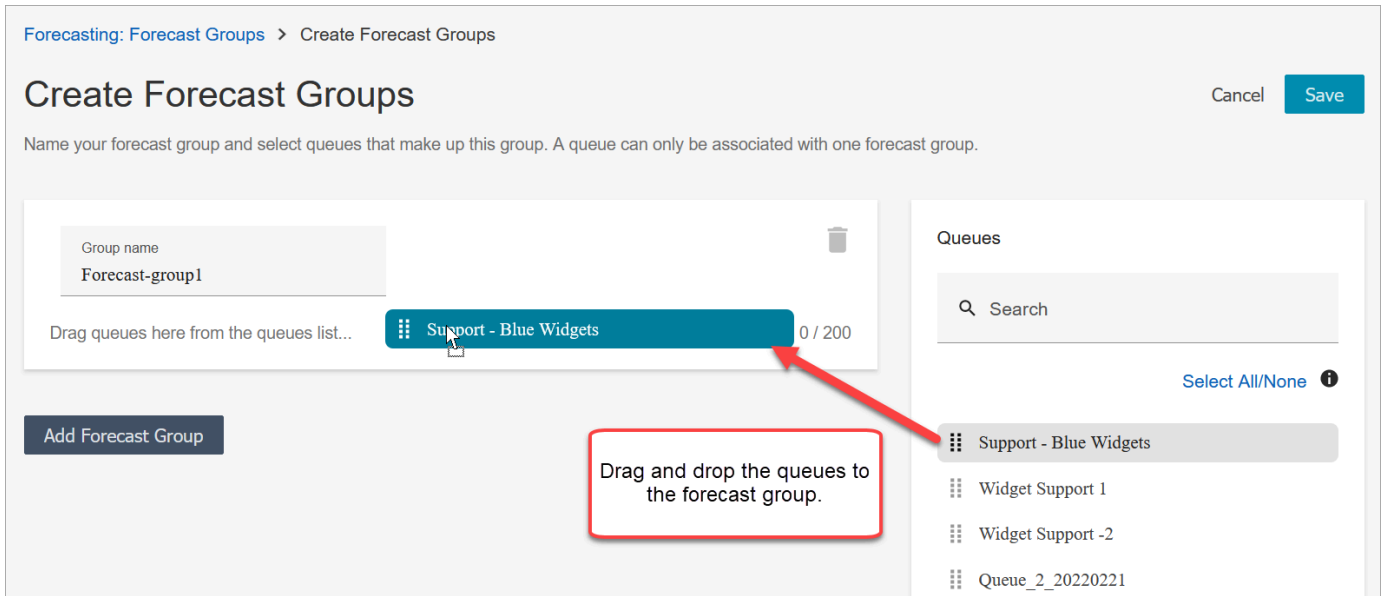 Forecasting: Forecast Groups > Create Forecast Groups
Create Forecast Groups
Cancel
Save
Name your forecast group and select queues that make up this group. A queue can only be associated with one forecast group.
Group name
Forecast-group1
Drag queues here from the queues list...
Support - Blue Widgets
0 / 200
Add Forecast Group
Drag and drop the queues to
the forecast group.
Queues
Search
Select All/None
Support - Blue Widgets
Widget Support 1
Widget Support -2
Queue_2_20220221